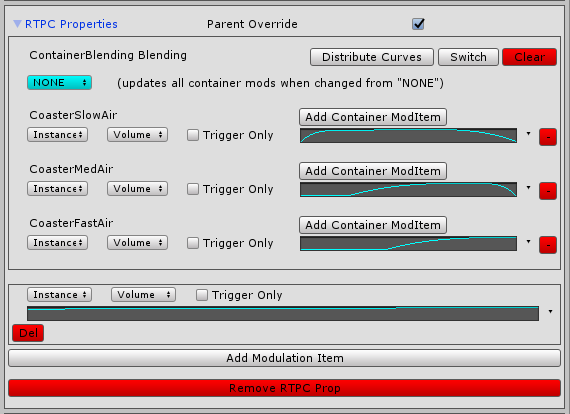 RTPC Properties Parent Override
ContainerBlending Blending Distribute Curves Switch Clear
NONE (updates all container mods when changed from "NONE")
CoasterSlowAir Add Container ModItem
Instance Volume Trigger Only -
CoasterMedAir Add Container ModItem
Instance Volume Trigger Only -
CoasterFastAir Add Container ModItem
Instance Volume Trigger Only -
Instance Volume Trigger Only
Del
Add Modulation Item
Remove RTPC Prop